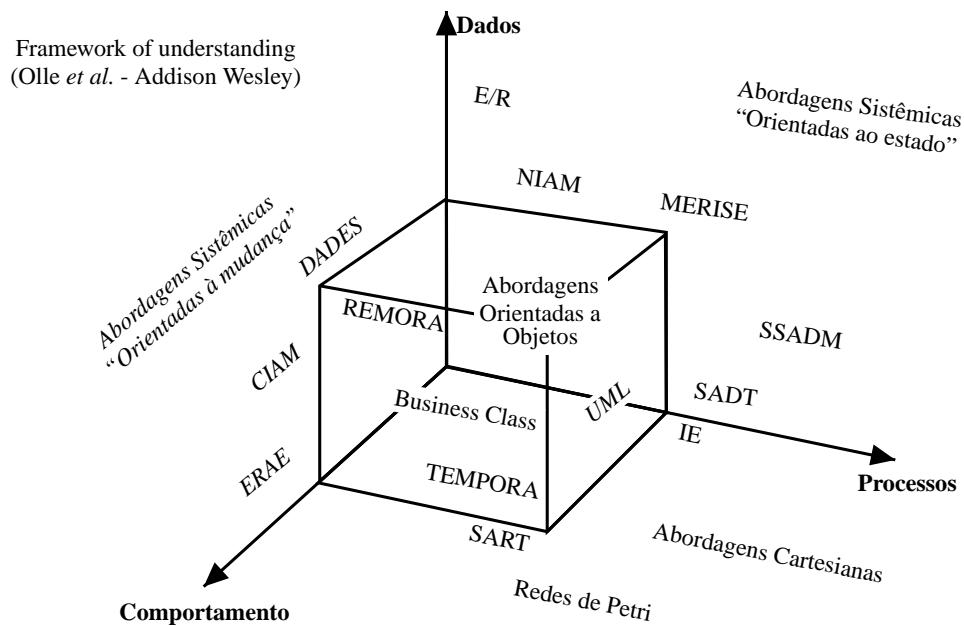 Framework of understanding
(Olle et al. - Addison Wesley)
Dados
E/R
Abordagens Sistêmicas
“Orientadas ao estado”
NIAM
MERISE
Abordagens Sistêmicas
“Orientadas à mudança”
DADES
Abordagens
Orientadas a
Objetos
REMORA
SSADM
CIAM
UML
SADT
Business Class
IE
ERAE
TEMPORA
Processos
SART
Abordagens Cartesianas
Redes de Petri
Comportamento